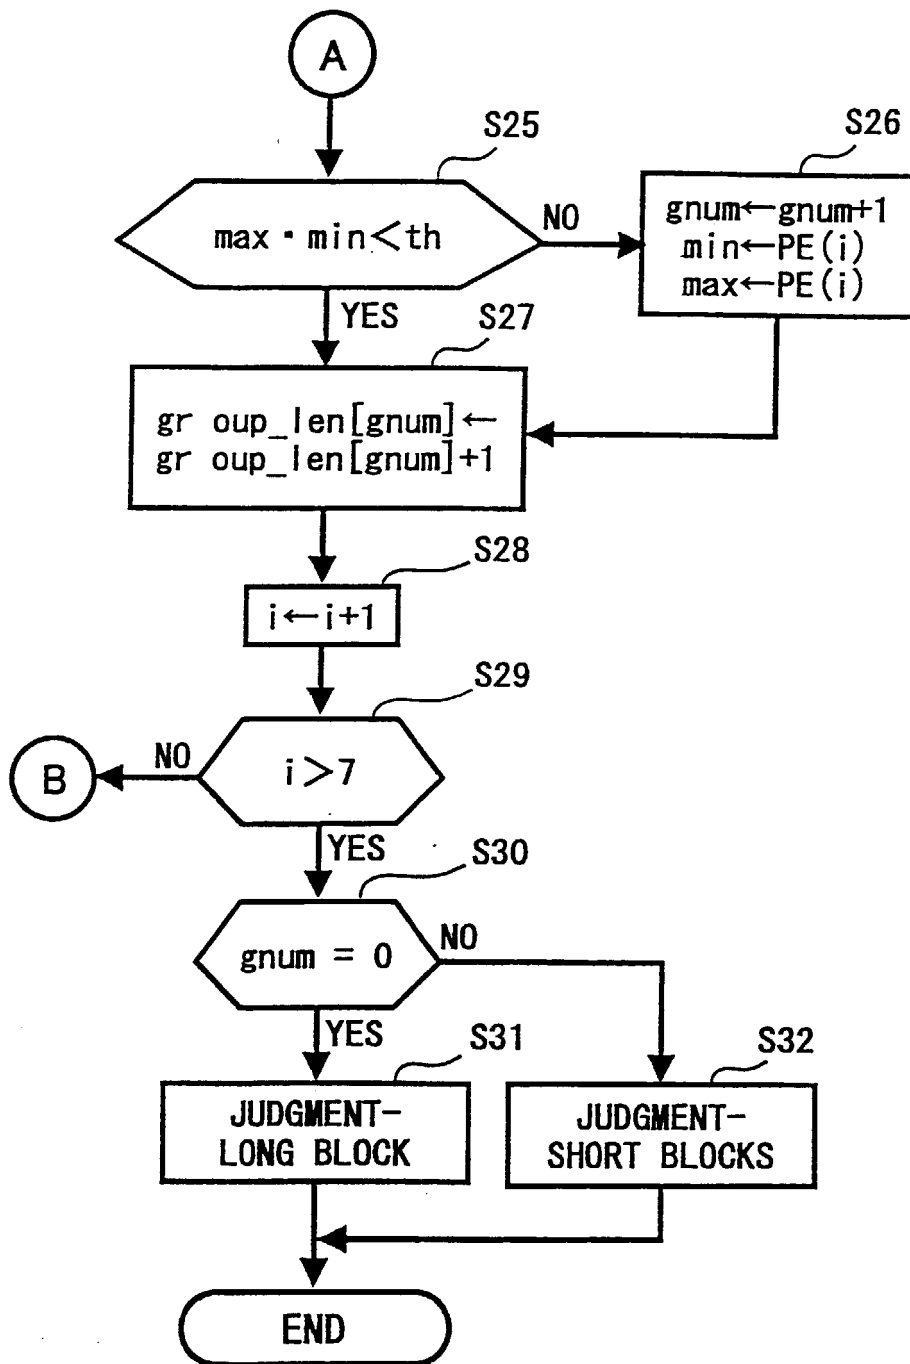 A
S25
max・min<th
NO
S26
gnum←gnum+1
min←PE(i)
max←PE(i)
YES
S27
gr oup_len[gnum]←
gr oup_len[gnum]+1
S28
i←i+1
S29
i>7
NO
B
YES
S30
gnum = 0
NO
YES
S31
JUDGMENT-
LONG BLOCK
S32
JUDGMENT-
SHORT BLOCKS
END